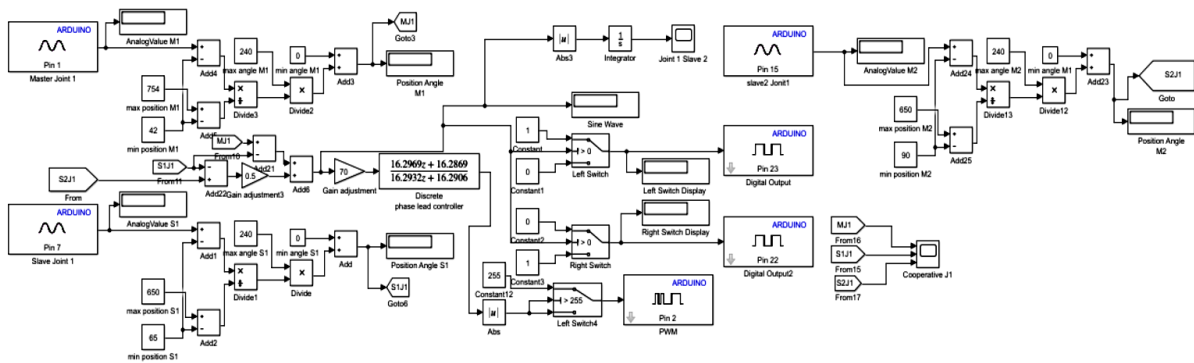 ARDUINO
Pin 1
Master Joint 1
AnalogValue M1
754
max position M1
42
min position M1
Add4
Add5
240
max angle M1
Divide3
0
min angle M1
Divide2
Add3
MJ1
Goto3
Position Angle
M1
|u|
Abs3
1
s
Integrator
Joint 1 Slave 2
Sine Wave
ARDUINO
Pin 15
slave2 Jonit1
AnalogValue M2
Add24
240
max angle M2
0
min angle M1
Add23
650
max position M2
Divide13
Divide12
90
min position M2
Add25
S2J1
Goto
Position Angle
M2
MJ1
From10
S1J1
From11
Add21
S2J1
From
Add22
0.5
Gain adjustment3
Add6
70
Gain adjustment
16.2969z + 16.2869
16.2932z + 16.2906
Discrete
phase lead controller
1
Constant
0
Constant1
> 0
Left Switch
Left Switch Display
ARDUINO
Pin 23
Digital Output
ARDUINO
Pin 7
Slave Joint 1
AnalogValue S1
650
max position S1
65
min position S1
Add1
Add2
240
max angle S1
Divide1
0
min angle S1
Divide
Add
Position Angle S1
S1J1
Goto6
0
Constant2
1
Constant3
> 0
Right Switch
Right Switch Display
ARDUINO
Pin 22
Digital Output2
255
Constant12
|u|
Abs
> 255
Left Switch4
ARDUINO
Pin 2
PWM
MJ1
From16
S1J1
From15
S2J1
From17
Cooperative J1